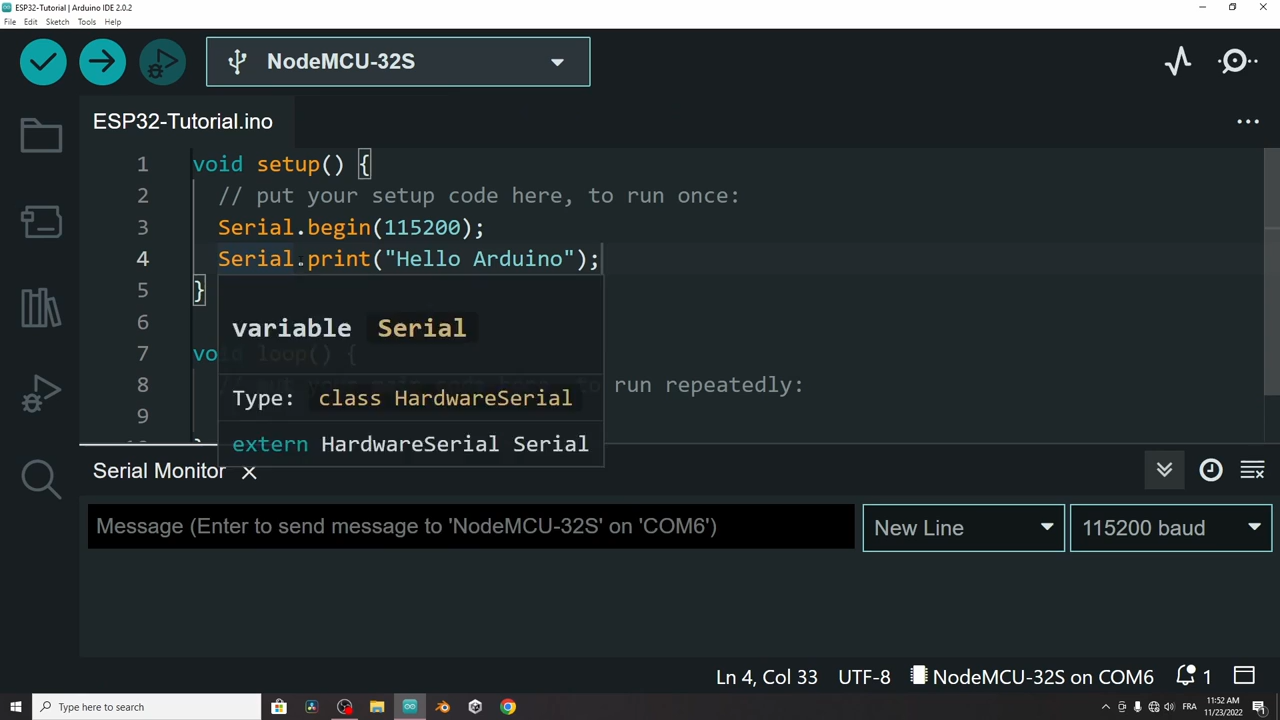 ESP32-Tutorial | Arduino IDE 2.0.2
File Edit Sketch Tools Help
NodeMCU-32S
ESP32-Tutorial.ino
1 void setup() {
2 // put your setup code here, to run once:
3 Serial.begin(115200);
4 Serial.print("Hello Arduino");
5 }
6 variable Serial
7 void loop() {
8 to run repeatedly:
Type: class HardwareSerial
9
extern HardwareSerial Serial
Serial Monitor
Message (Enter to send message to 'NodeMCU-32S' on 'COM6')
New Line
115200 baud
Ln 4, Col 33 UTF-8 NodeMCU-32S on COM6 1
Type here to search
FRA
11:52 AM
11/23/2022